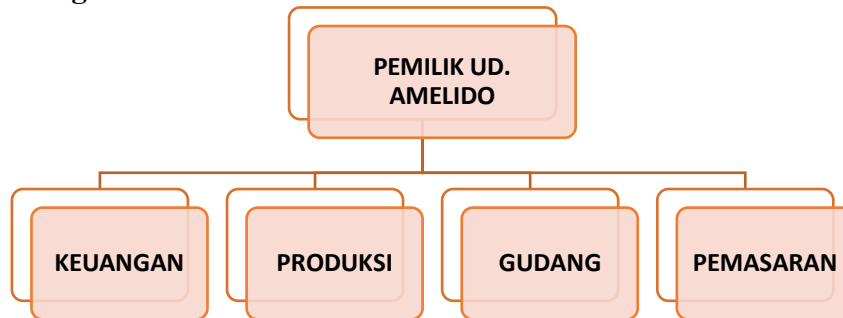 PEMILIK UD.
AMELIDO
KEUANGAN
PRODUKSI
GUDANG
PEMASARAN